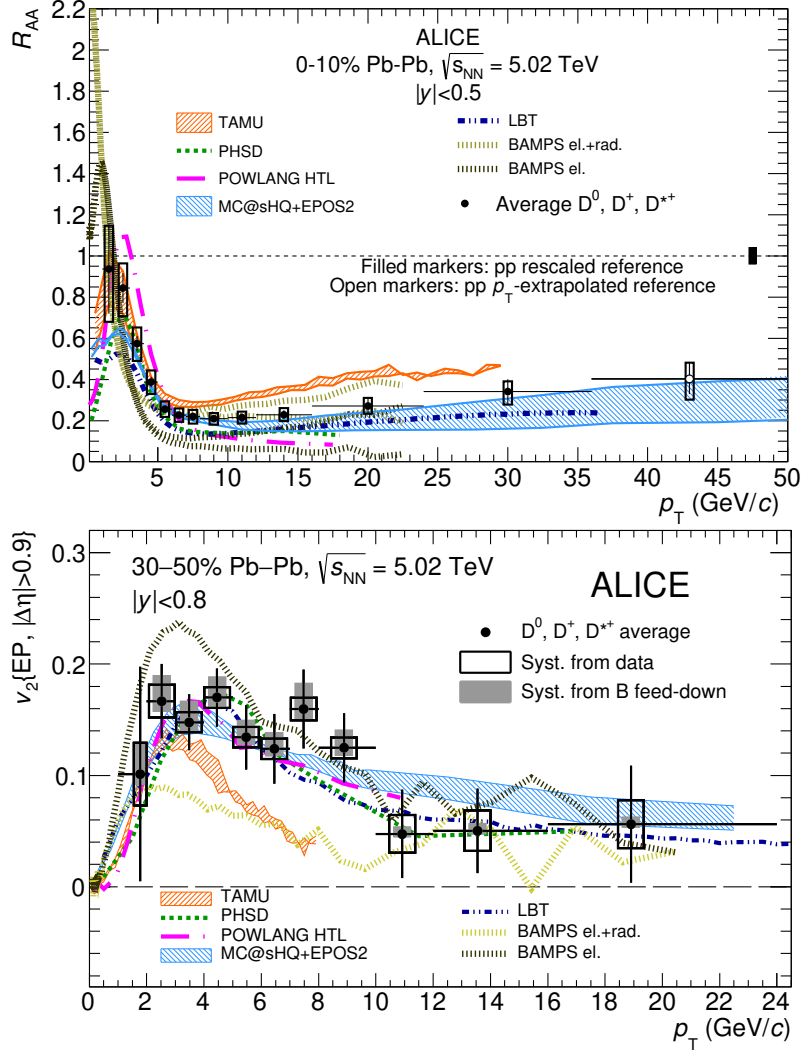 R_AA
ALICE
0-10% Pb-Pb, √s_NN = 5.02 TeV
|y|<0.5
TAMU
PHSD
POWLANG HTL
MC@sHQ+EPOS2
LBT
BAMPS el.+rad.
BAMPS el.
Average D⁰, D⁺, D*⁺
Filled markers: pp rescaled reference
Open markers: pp p_T-extrapolated reference
2.2
2
1.8
1.6
1.4
1.2
1
0.8
0.6
0.4
0.2
0
5 10 15 20 25 30 35 40 45 50
p_T (GeV/c)
v₂{EP, |Δη|>0.9}
30–50% Pb–Pb, √s_NN = 5.02 TeV
|y|<0.8
ALICE
D⁰, D⁺, D*⁺ average
Syst. from data
Syst. from B feed-down
0.3
0.2
0.1
0
TAMU
PHSD
POWLANG HTL
MC@sHQ+EPOS2
LBT
BAMPS el.+rad.
BAMPS el.
0 2 4 6 8 10 12 14 16 18 20 22 24
p_T (GeV/c)